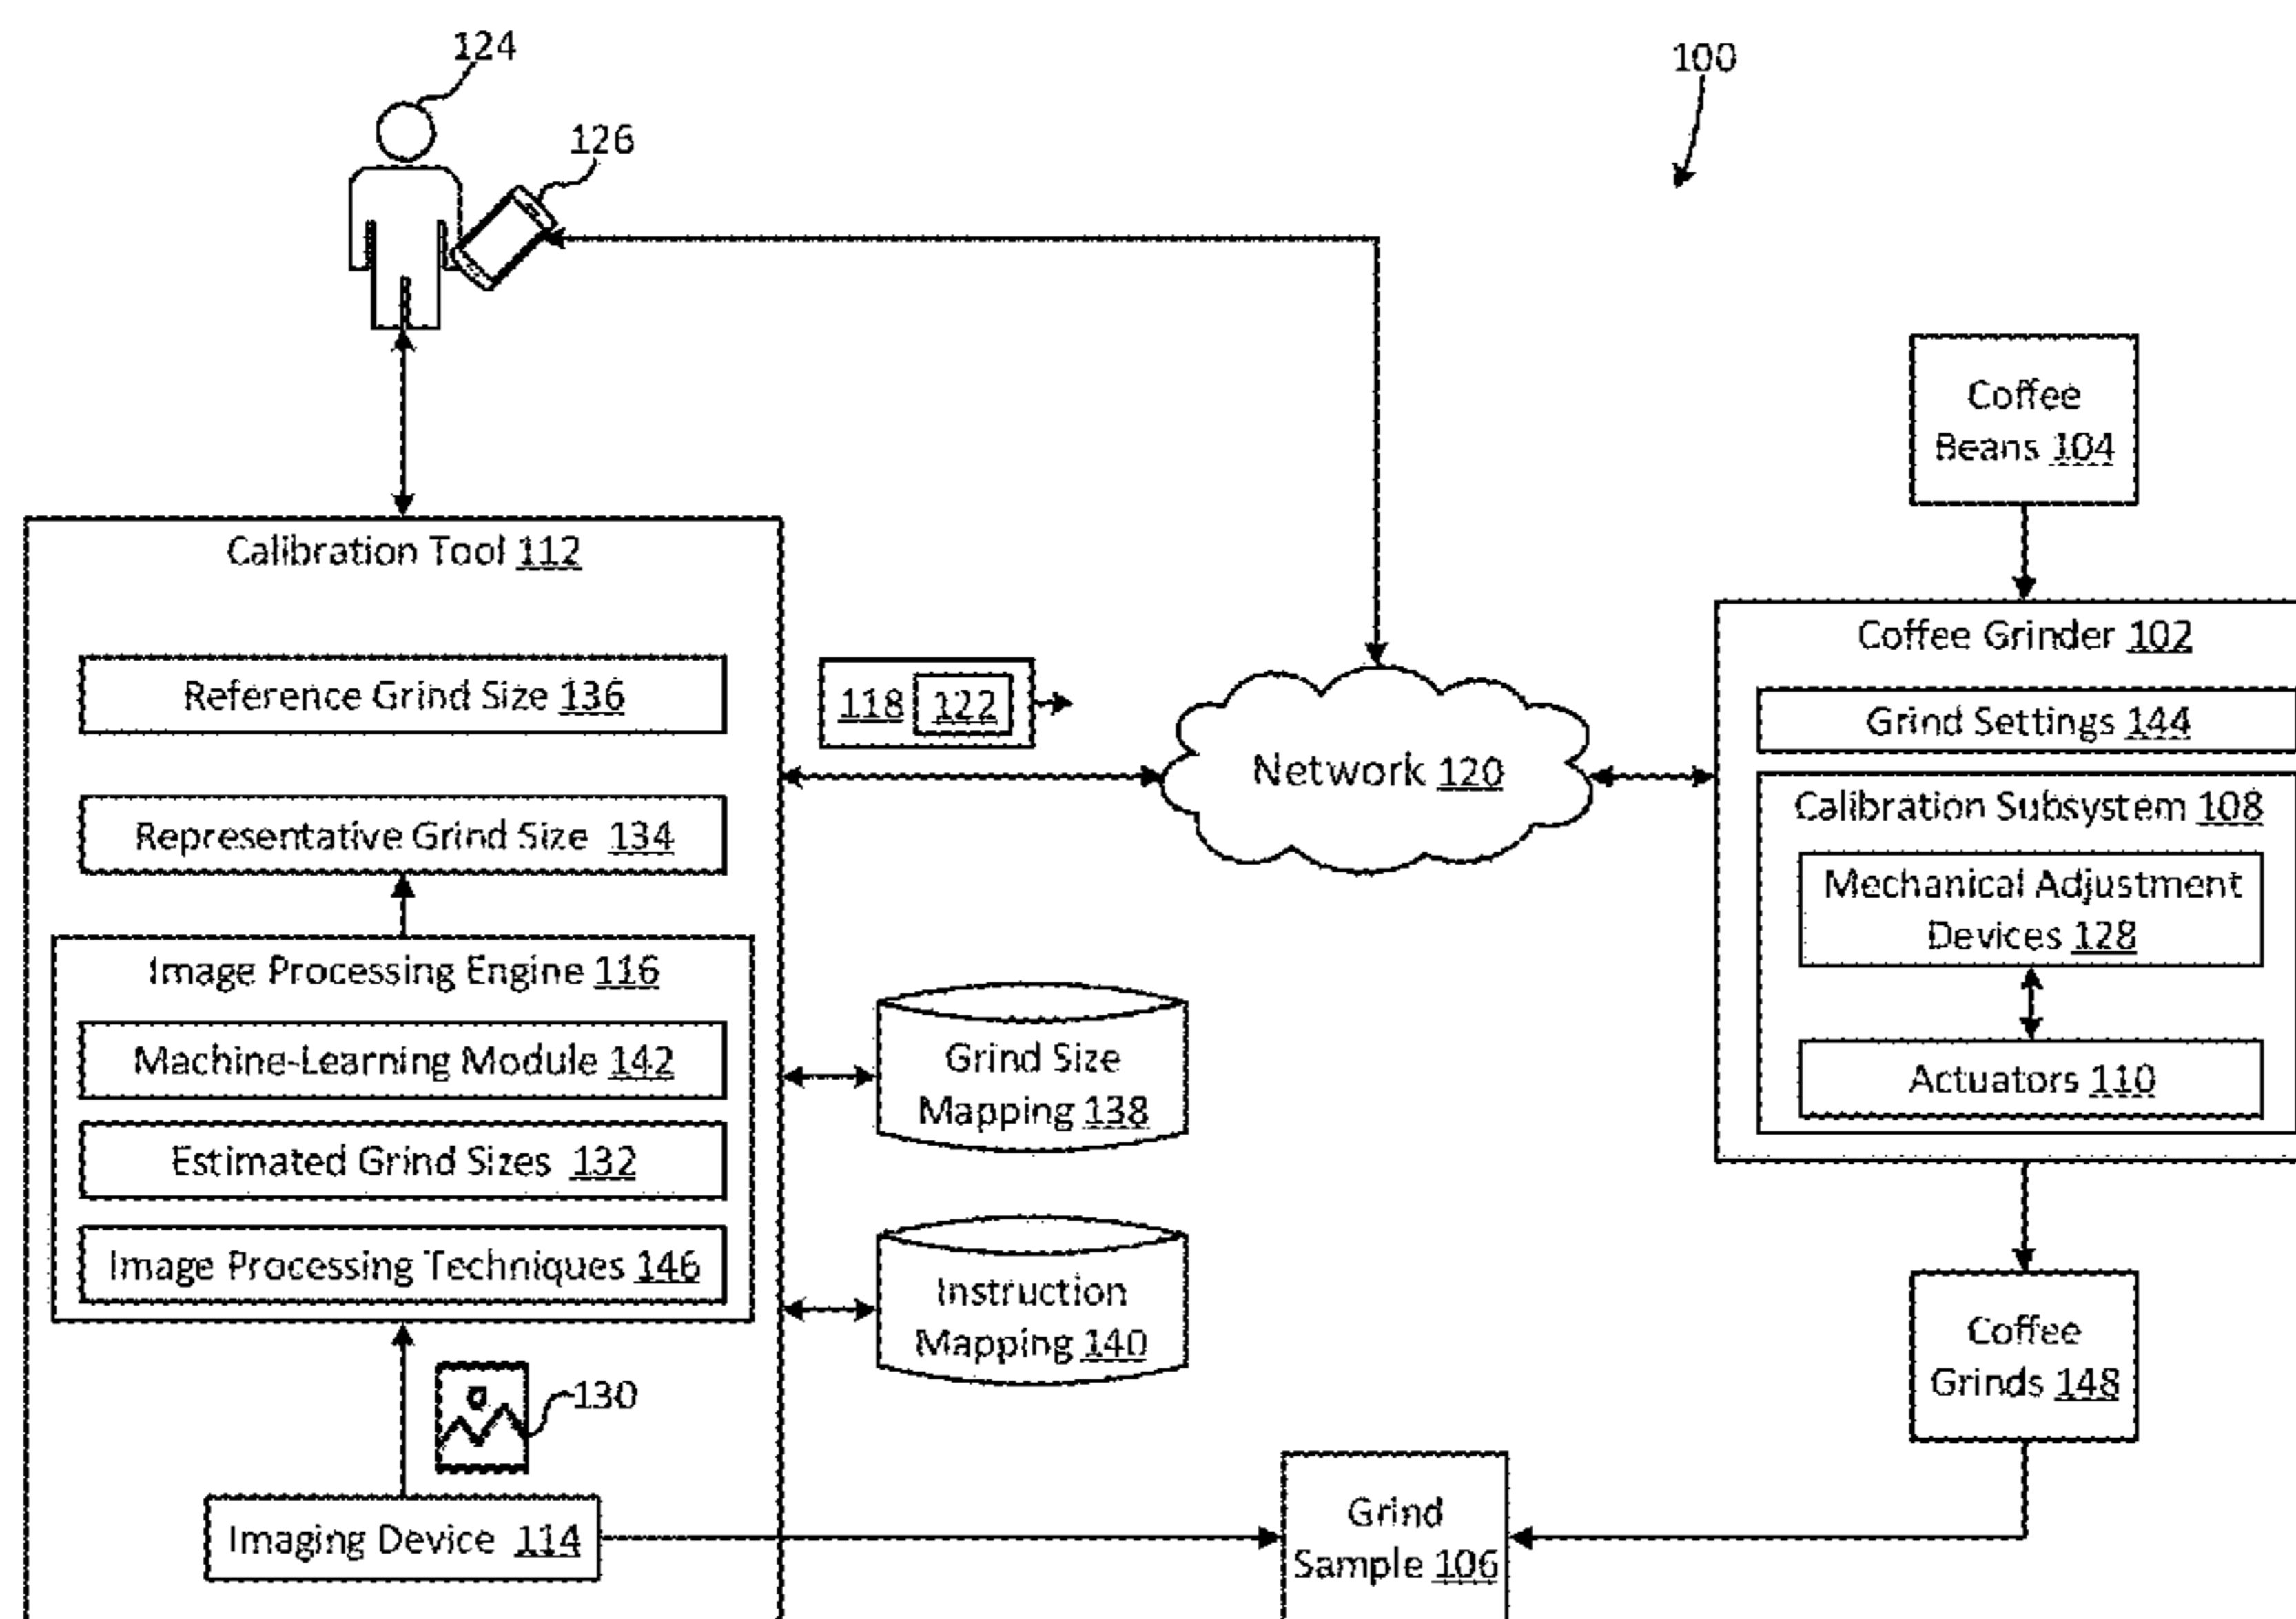 124
100
126
Coffee
Beans 104
Calibration Tool 112
Reference Grind Size 136
Representative Grind Size 134
Image Processing Engine 116
Machine-Learning Module 142
Estimated Grind Sizes 132
Image Processing Techniques 146
130
Imaging Device 114
118 122
Network 120
Grind Size
Mapping 138
Instruction
Mapping 140
Coffee Grinder 102
Grind Settings 144
Calibration Subsystem 108
Mechanical Adjustment
Devices 128
Actuators 110
Coffee
Grinds 148
Grind
Sample 106